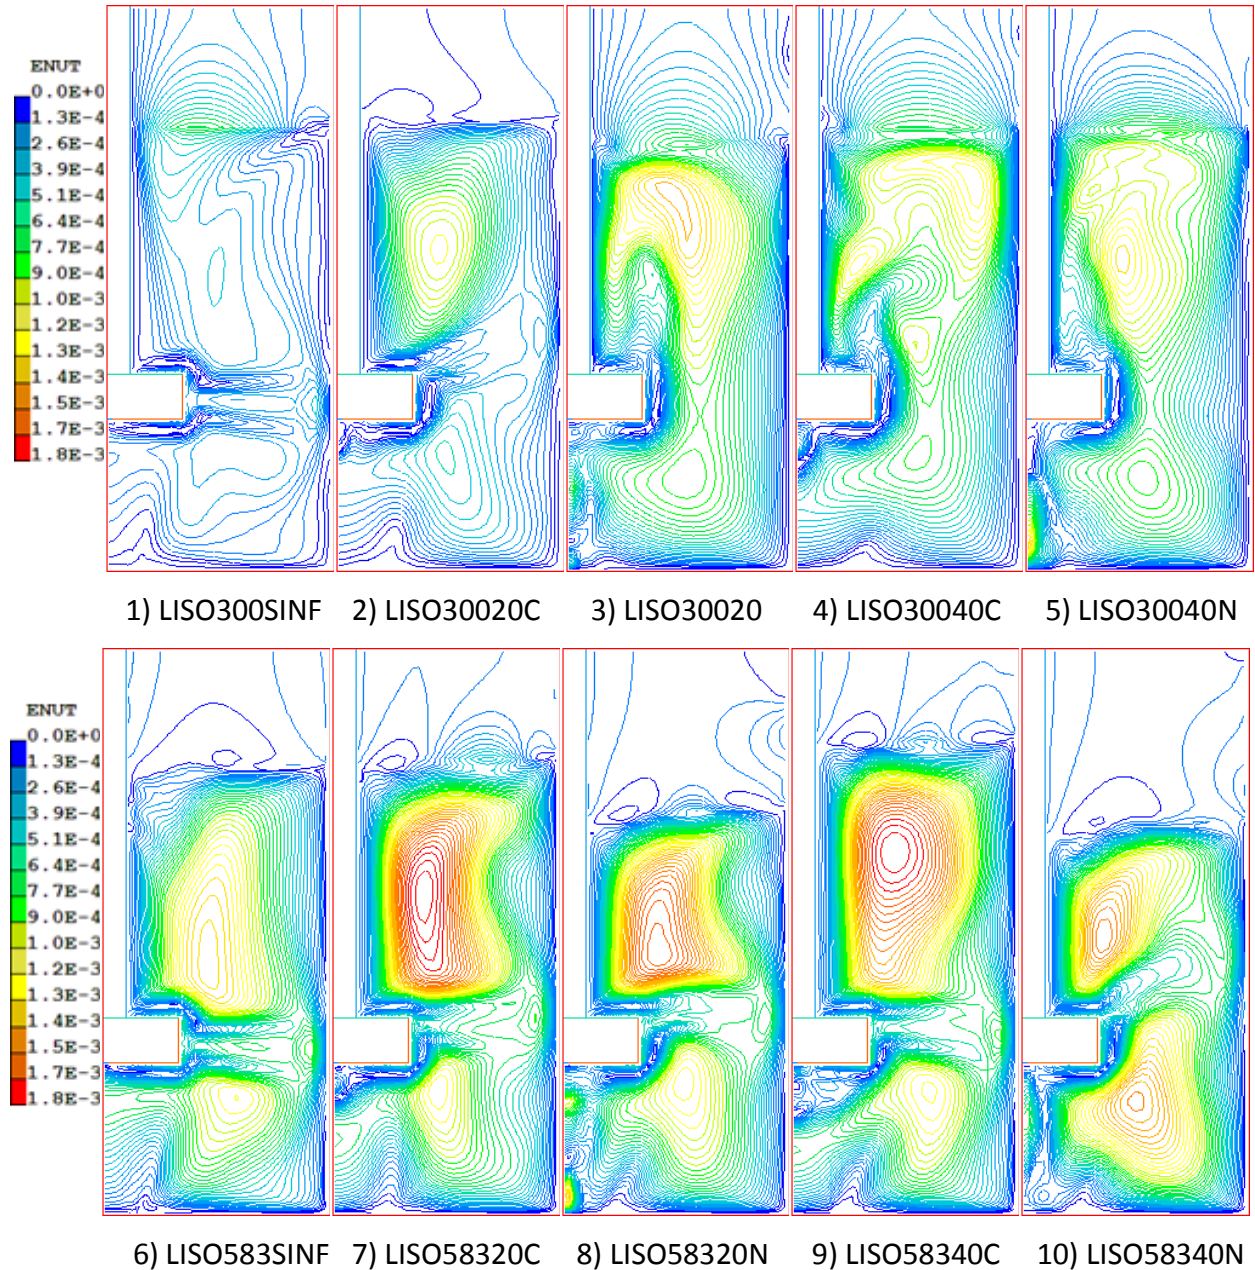 ENUT
0.0E+0
1.3E-4
2.6E-4
3.9E-4
5.1E-4
6.4E-4
7.7E-4
9.0E-4
1.0E-3
1.2E-3
1.3E-3
1.4E-3
1.5E-3
1.7E-3
1.8E-3
1) LISO300SINF 2) LISO30020C 3) LISO30020 4) LISO30040C 5) LISO30040N
ENUT
0.0E+0
1.3E-4
2.6E-4
3.9E-4
5.1E-4
6.4E-4
7.7E-4
9.0E-4
1.0E-3
1.2E-3
1.3E-3
1.4E-3
1.5E-3
1.7E-3
1.8E-3
6) LISO583SINF 7) LISO58320C 8) LISO58320N 9) LISO58340C 10) LISO58340N